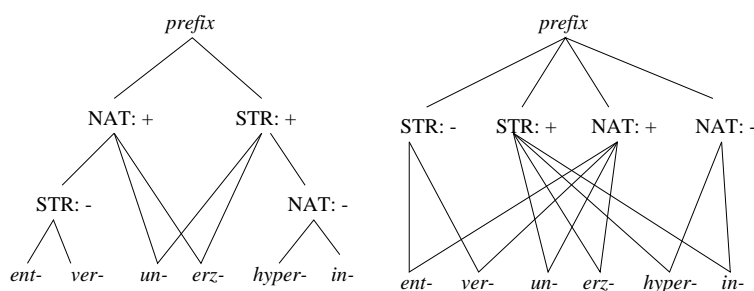 prefix
NAT: + STR: +
STR: - NAT: -
ent- ver- un- erz- hyper- in-
prefix
STR: - STR: + NAT: + NAT: -
ent- ver- un- erz- hyper- in-